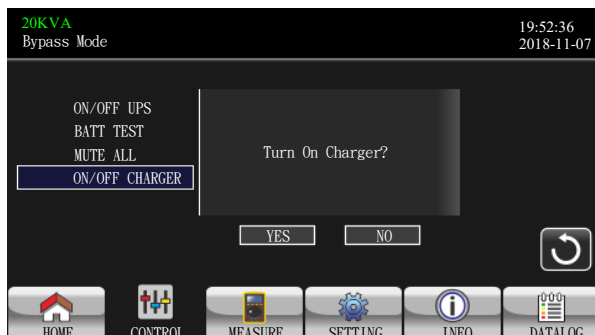 20KVA
19:52:36
Bypass Mode
2018-11-07
ON/OFF UPS
BATT TEST
MUTE ALL
ON/OFF CHARGER
Turn On Charger?
YES
NO
HOME
CONTROL
MEASURE
SETTING
INFO
DATALOG